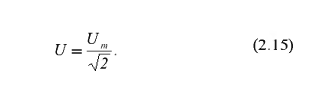 U = U_m / √2. (2.15)